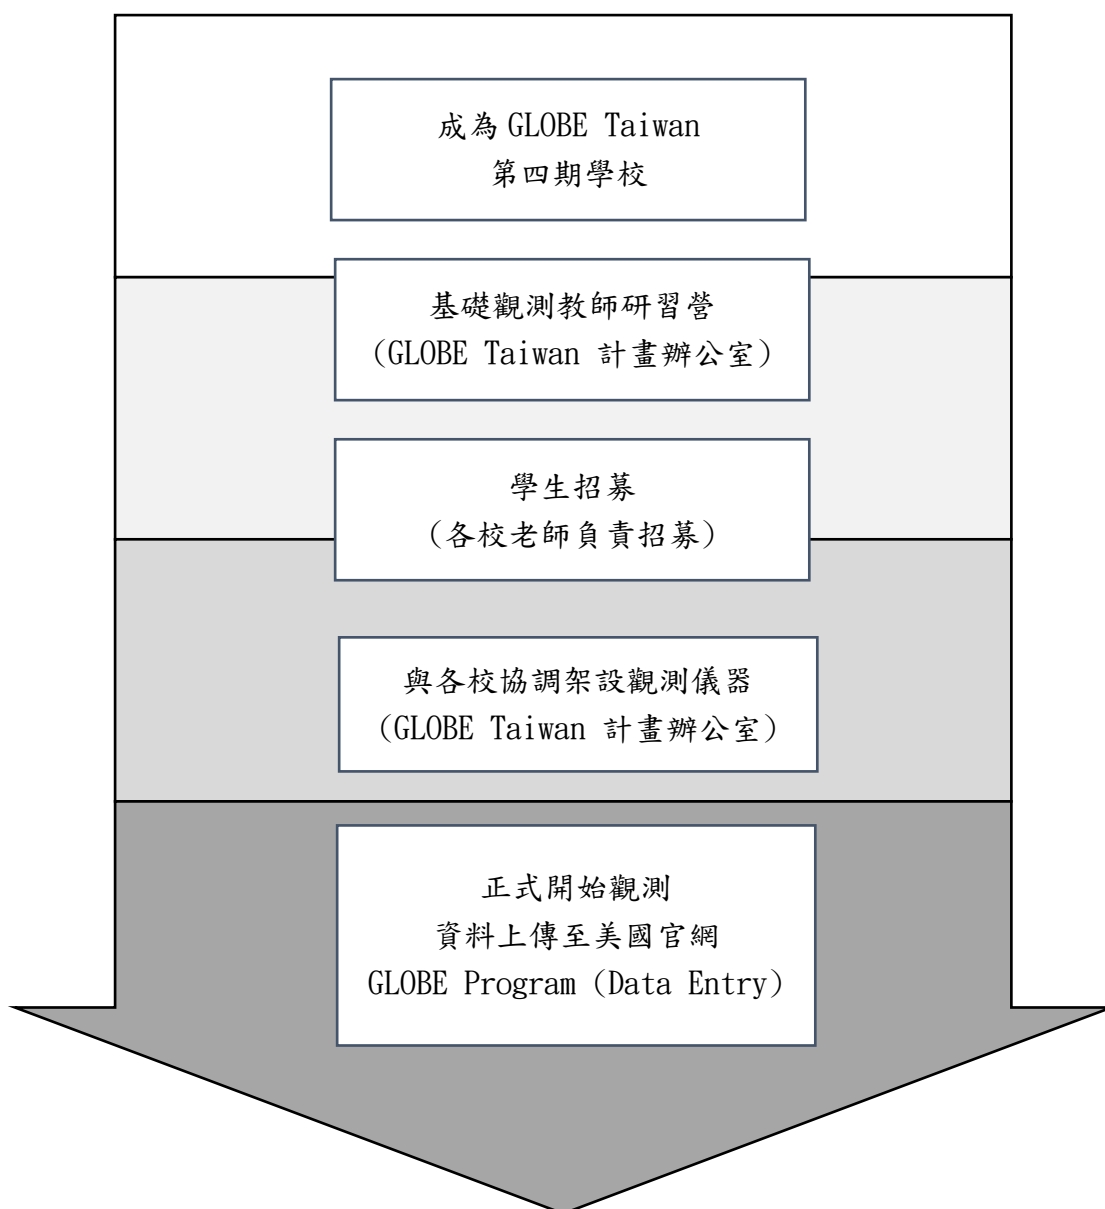 成為 GLOBE Taiwan
第四期學校
基礎觀測教師研習營
(GLOBE Taiwan 計畫辦公室)
學生招募
(各校老師負責招募)
與各校協調架設觀測儀器
(GLOBE Taiwan 計畫辦公室)
正式開始觀測
資料上傳至美國官網
GLOBE Program (Data Entry)